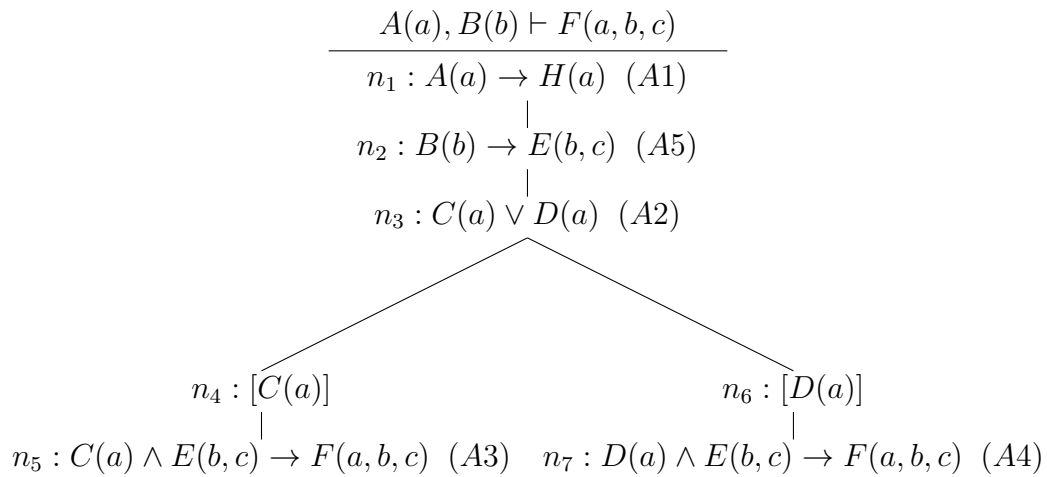 A(a), B(b) ⊢ F(a, b, c)
n₁ : A(a) → H(a) (A1)
n₂ : B(b) → E(b, c) (A5)
n₃ : C(a) ∨ D(a) (A2)
n₄ : [C(a)] n₆ : [D(a)]
n₅ : C(a) ∧ E(b, c) → F(a, b, c) (A3) n₇ : D(a) ∧ E(b, c) → F(a, b, c) (A4)